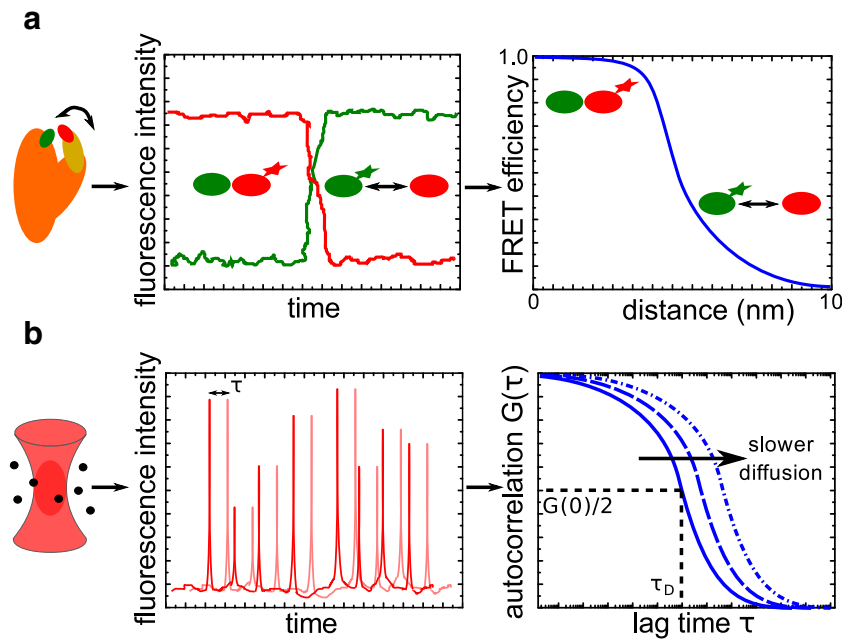 a
fluorescence intensity
time
FRET efficiency
1.0
0
10
distance (nm)
b
fluorescence intensity
τ
time
autocorrelation G(τ)
slower
diffusion
G(0)/2
τD
lag time τ